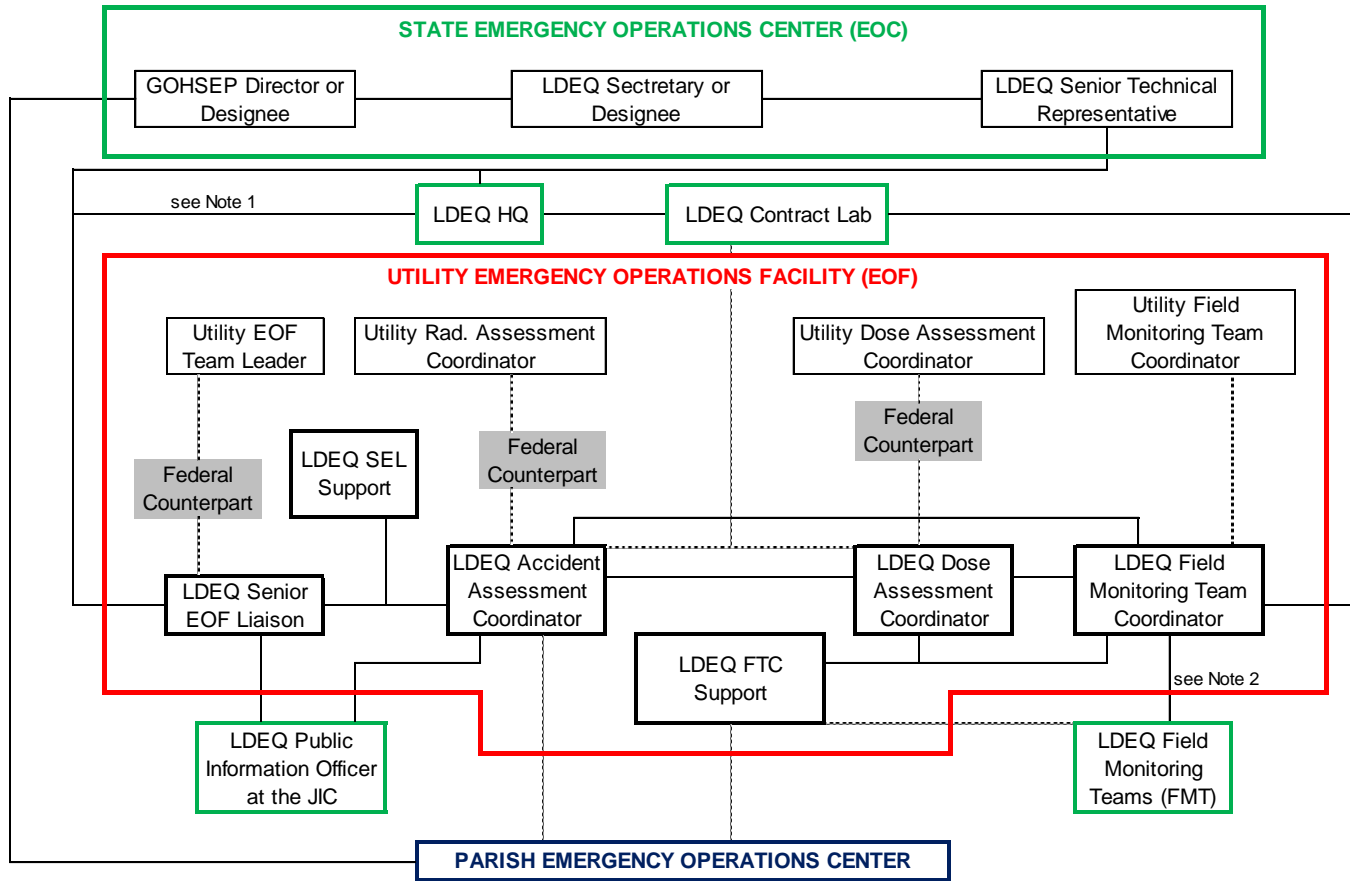 STATE EMERGENCY OPERATIONS CENTER (EOC)
GOHSEP Director or
Designee
LDEQ Sectretary or
Designee
LDEQ Senior Technical
Representative
see Note 1
LDEQ HQ
LDEQ Contract Lab
UTILITY EMERGENCY OPERATIONS FACILITY (EOF)
Utility EOF
Team Leader
Utility Rad. Assessment
Coordinator
Utility Dose Assessment
Coordinator
Utility Field
Monitoring Team
Coordinator
Federal
Counterpart
LDEQ SEL
Support
Federal
Counterpart
Federal
Counterpart
LDEQ Senior
EOF Liaison
LDEQ Accident
Assessment
Coordinator
LDEQ Dose
Assessment
Coordinator
LDEQ Field
Monitoring Team
Coordinator
LDEQ FTC
Support
see Note 2
LDEQ Public
Information Officer
at the JIC
LDEQ Field
Monitoring
Teams (FMT)
PARISH EMERGENCY OPERATIONS CENTER